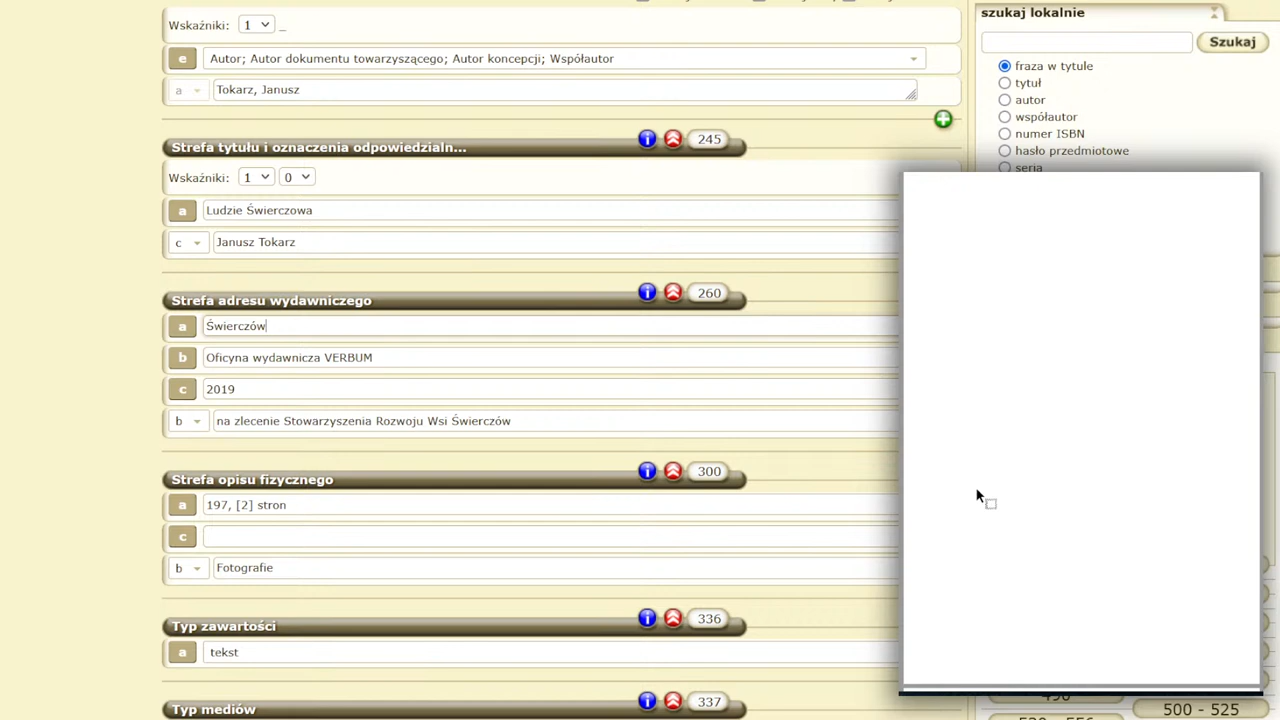 Wskaźniki: 1 _
e Autor; Autor dokumentu towarzyszącego; Autor koncepcji; Współautor
a Tokarz, Janusz
Strefa tytułu i oznaczenia odpowiedzialn... 245
Wskaźniki: 1 0
a Ludzie Świerczowa
c Janusz Tokarz
Strefa adresu wydawniczego 260
a Świerczów
b Oficyna wydawnicza VERBUM
c 2019
b na zlecenie Stowarzyszenia Rozwoju Wsi Świerczów
Strefa opisu fizycznego 300
a 197, [2] stron
c
b Fotografie
Typ zawartości 336
a tekst
Typ mediów 337
szukaj lokalnie
Szukaj
fraza w tytule
tytuł
autor
współautor
numer ISBN
hasło przedmiotowe
seria
500 - 525